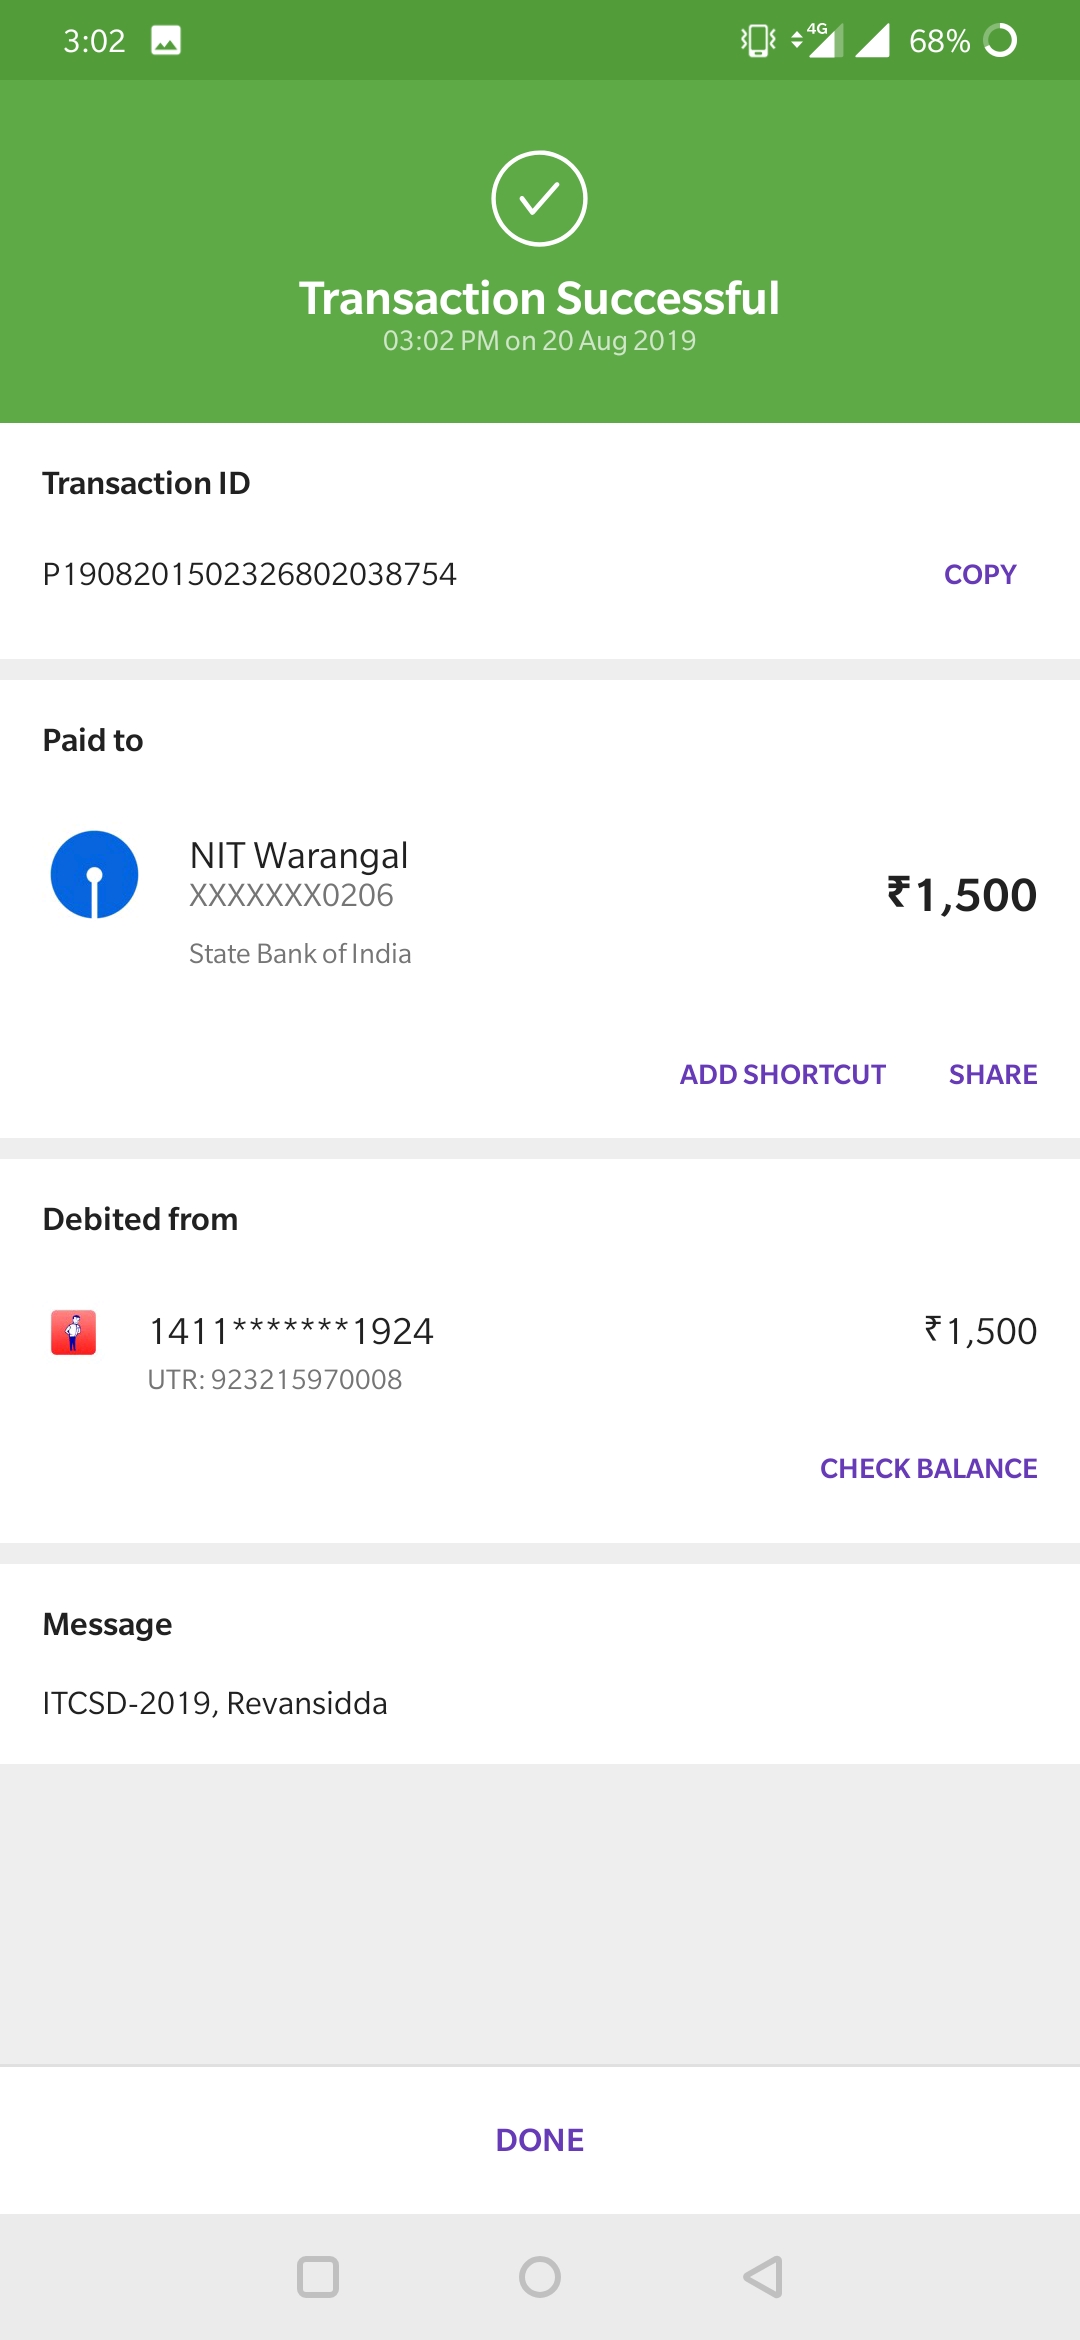 3:02
4G 68%
Transaction Successful
03:02 PM on 20 Aug 2019
Transaction ID
P1908201502326802038754 COPY
Paid to
NIT Warangal
XXXXXXX0206
₹1,500
State Bank of India
ADD SHORTCUT SHARE
Debited from
1411*******1924 ₹1,500
UTR: 923215970008
CHECK BALANCE
Message
ITCSD-2019, Revansidda
DONE